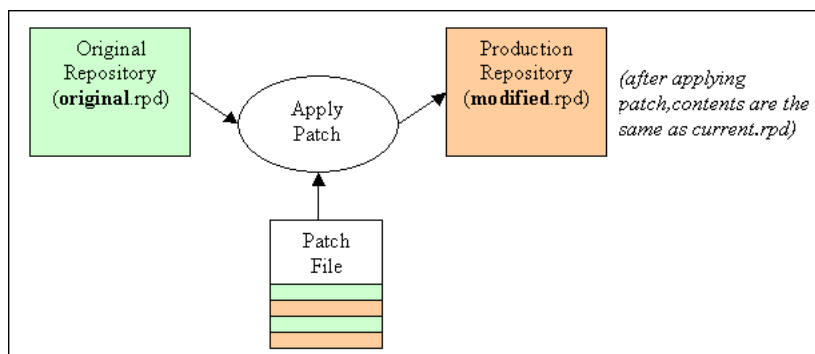 Original
Repository
(original.rpd)
Apply
Patch
Production
Repository
(modified.rpd)
(after applying
patch,contents are the
same as current.rpd)
Patch
File